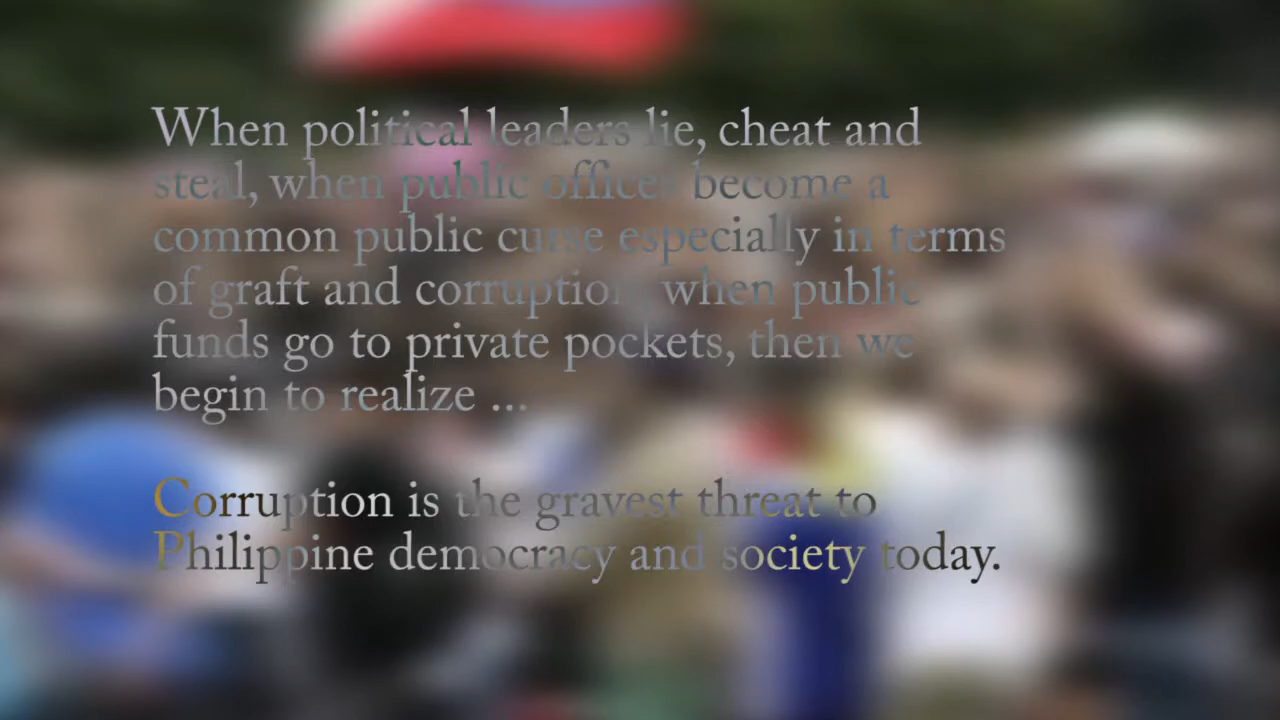 When political leaders lie, cheat and
steal, when public offices become a
common public curse especially in terms
of graft and corruption, when public
funds go to private pockets, then we
begin to realize ...
Corruption is the gravest threat to
Philippine democracy and society today.